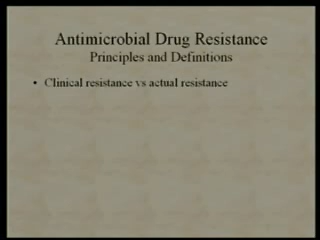 Antimicrobial Drug Resistance
Principles and Definitions
• Clinical resistance vs actual resistance